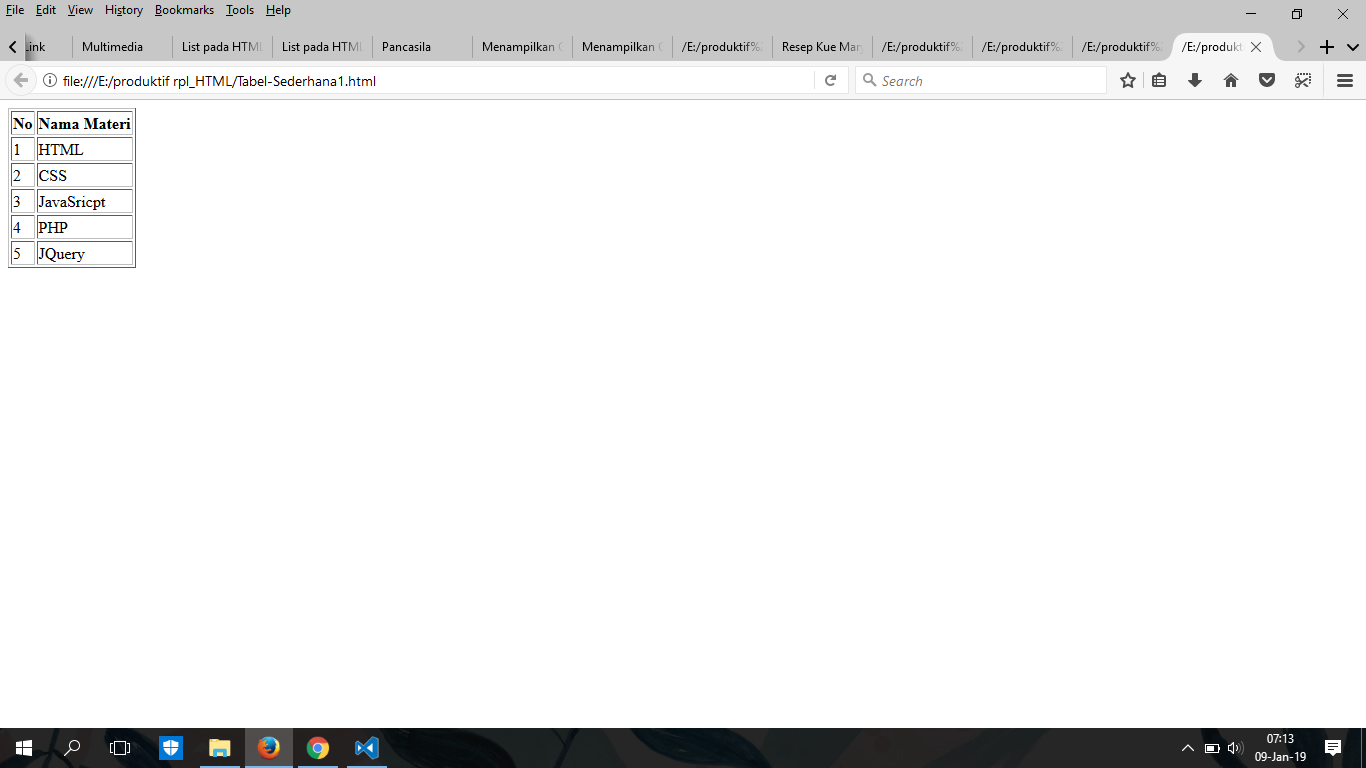 File Edit View History Bookmarks Tools Help
Link Multimedia List pada HTML List pada HTML Pancasila Menampilkan Menampilkan /E:/produktif% Resep Kue /E:/produktif% /E:/produktif% /E:/produktif% /E:/produkt
file:///E:/produktif rpl_HTML/Tabel-Sederhana1.html Search
No Nama Materi
1 HTML
2 CSS
3 JavaSricpt
4 PHP
5 JQuery
07:13
09-Jan-19